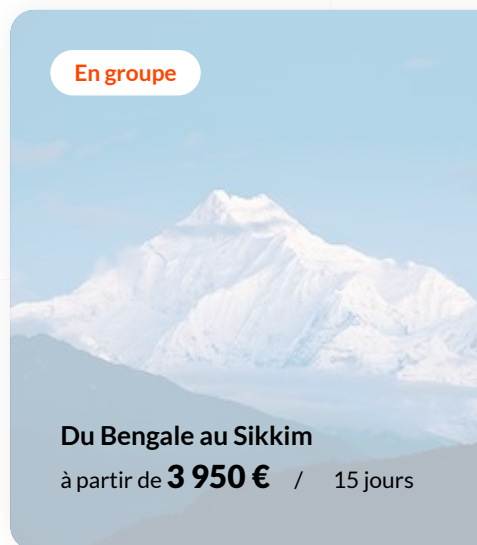 En groupe
Du Bengale au Sikkim
à partir de 3 950 € / 15 jours